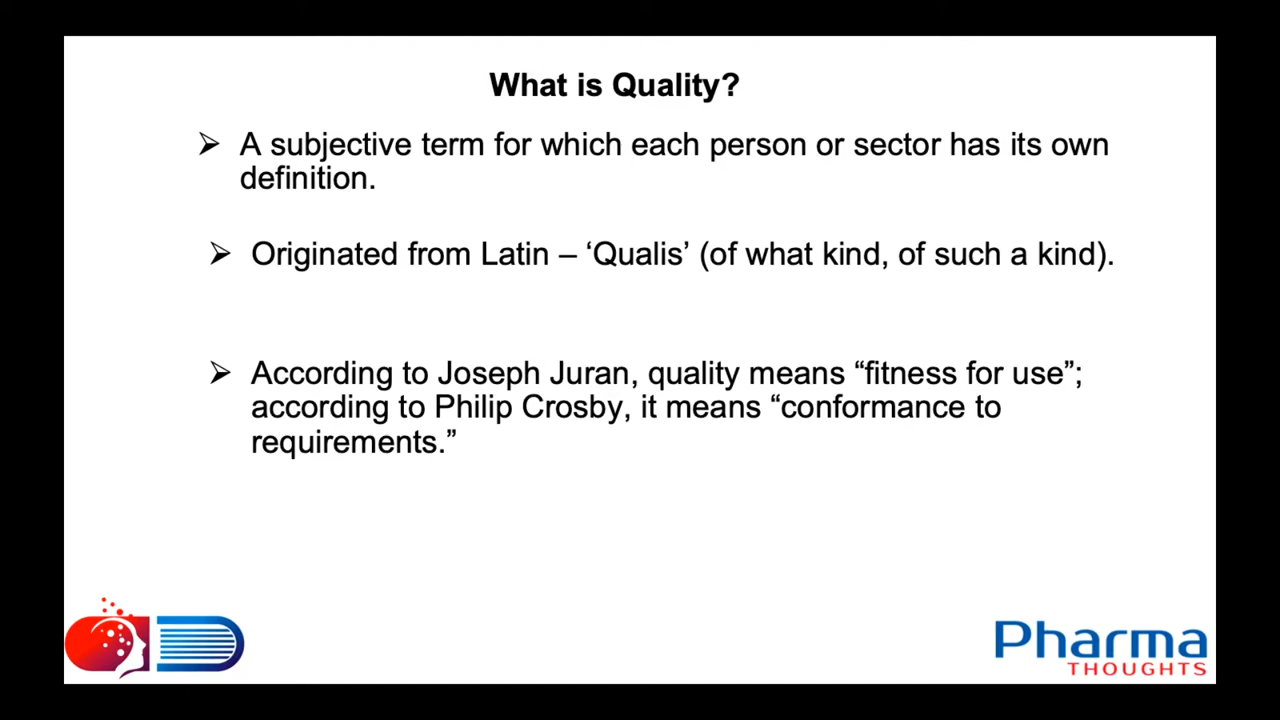 What is Quality?
➢ A subjective term for which each person or sector has its own
definition.
➢ Originated from Latin – ‘Qualis’ (of what kind, of such a kind).
➢ According to Joseph Juran, quality means “fitness for use”;
according to Philip Crosby, it means “conformance to
requirements.”
Pharma
THOUGHTS